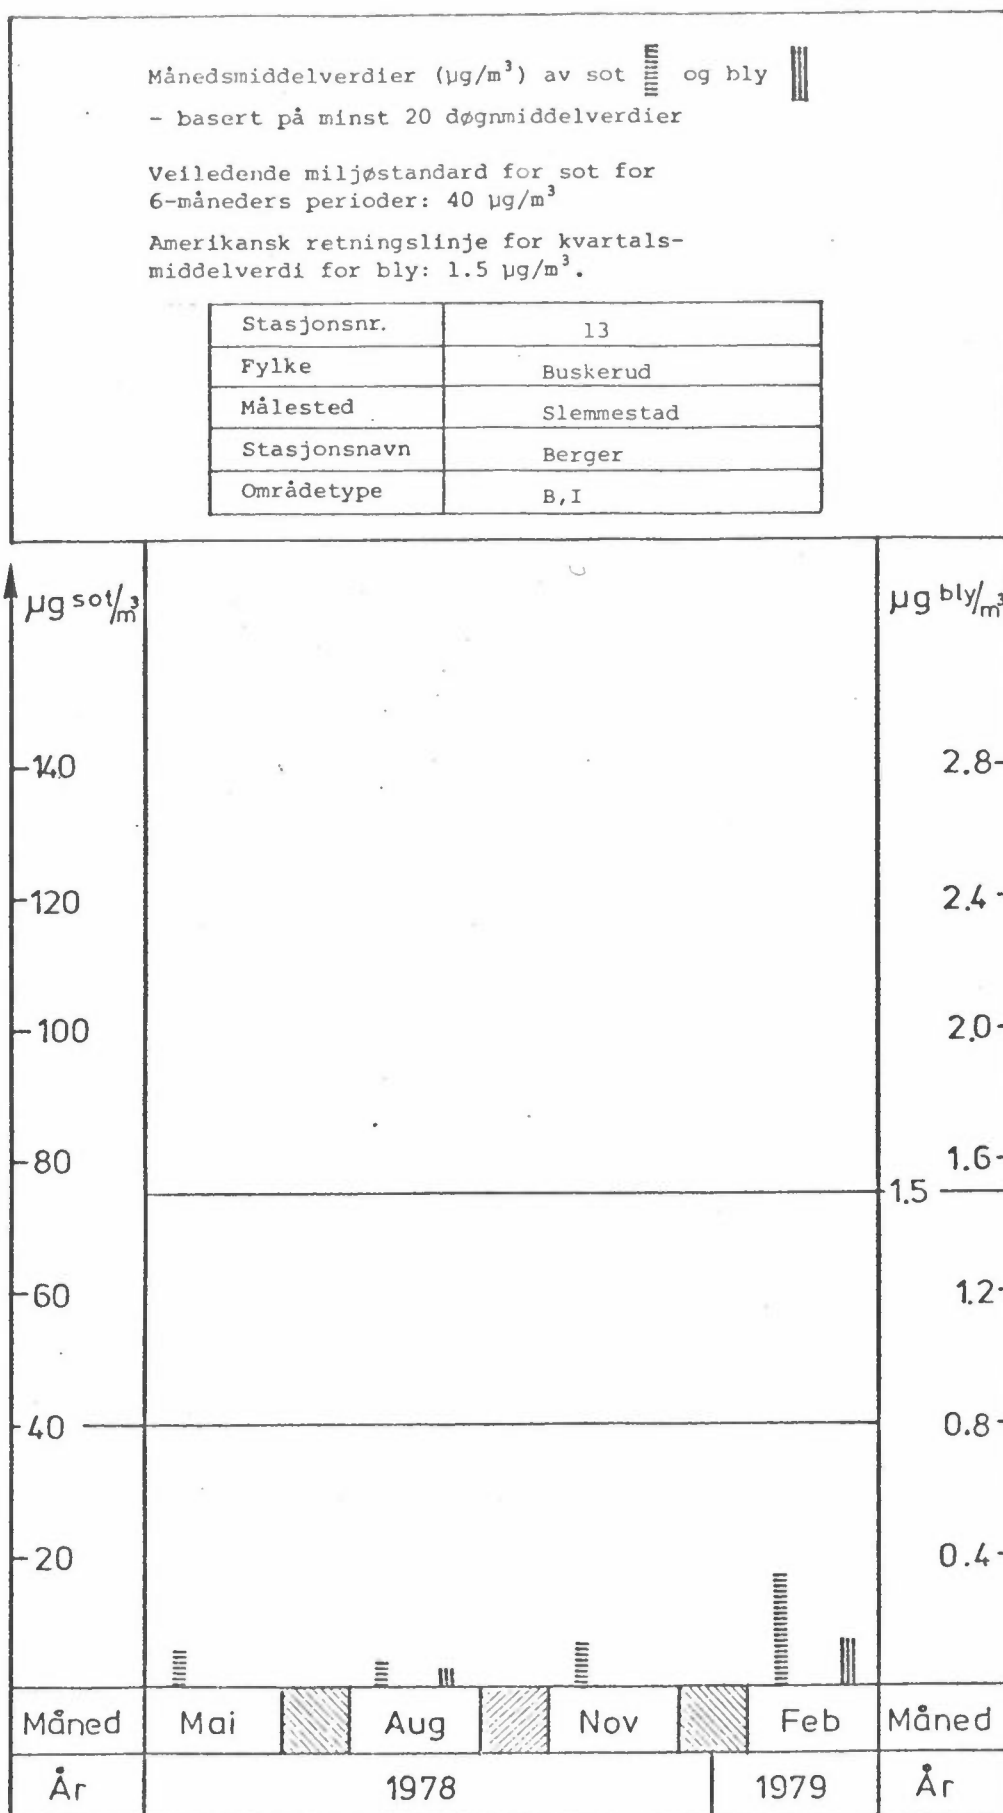 Månedsmiddelverdier (µg/m³) av sot og bly
- basert på minst 20 døgnmiddelverdier
Veiledende miljøstandard for sot for
6-måneders perioder: 40 µg/m³
Amerikansk retningslinje for kvartals-
middelverdi for bly: 1.5 µg/m³.
Stasjonsnr. 13
Fylke Buskerud
Målested Slemmestad
Stasjonsnavn Berger
Områdetype B,I
µg sot/m³ µg bly/m³
140 2.8
120 2.4
100 2.0
80 1.6
1.5
60 1.2
40 0.8
20 0.4
Måned Mai Aug Nov Feb Måned
År 1978 1979 År